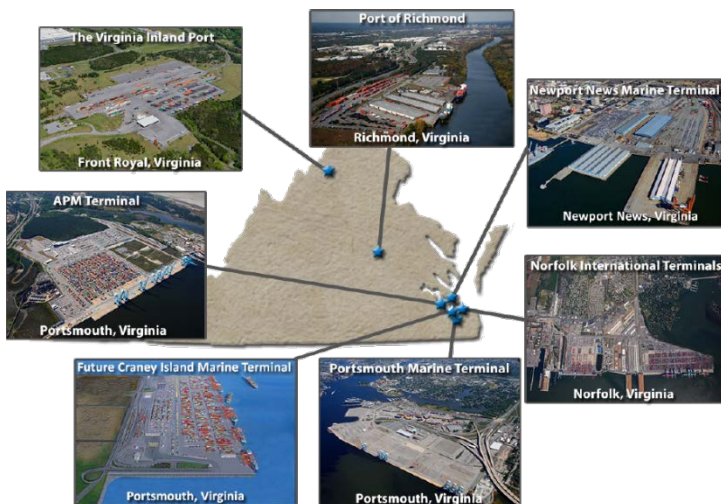 The Virginia Inland Port
Front Royal, Virginia
Port of Richmond
Richmond, Virginia
Newport News Marine Terminal
Newport News, Virginia
APM Terminal
Portsmouth, Virginia
Norfolk International Terminals
Norfolk, Virginia
Future Craney Island Marine Terminal
Portsmouth, Virginia
Portsmouth Marine Terminal
Portsmouth, Virginia